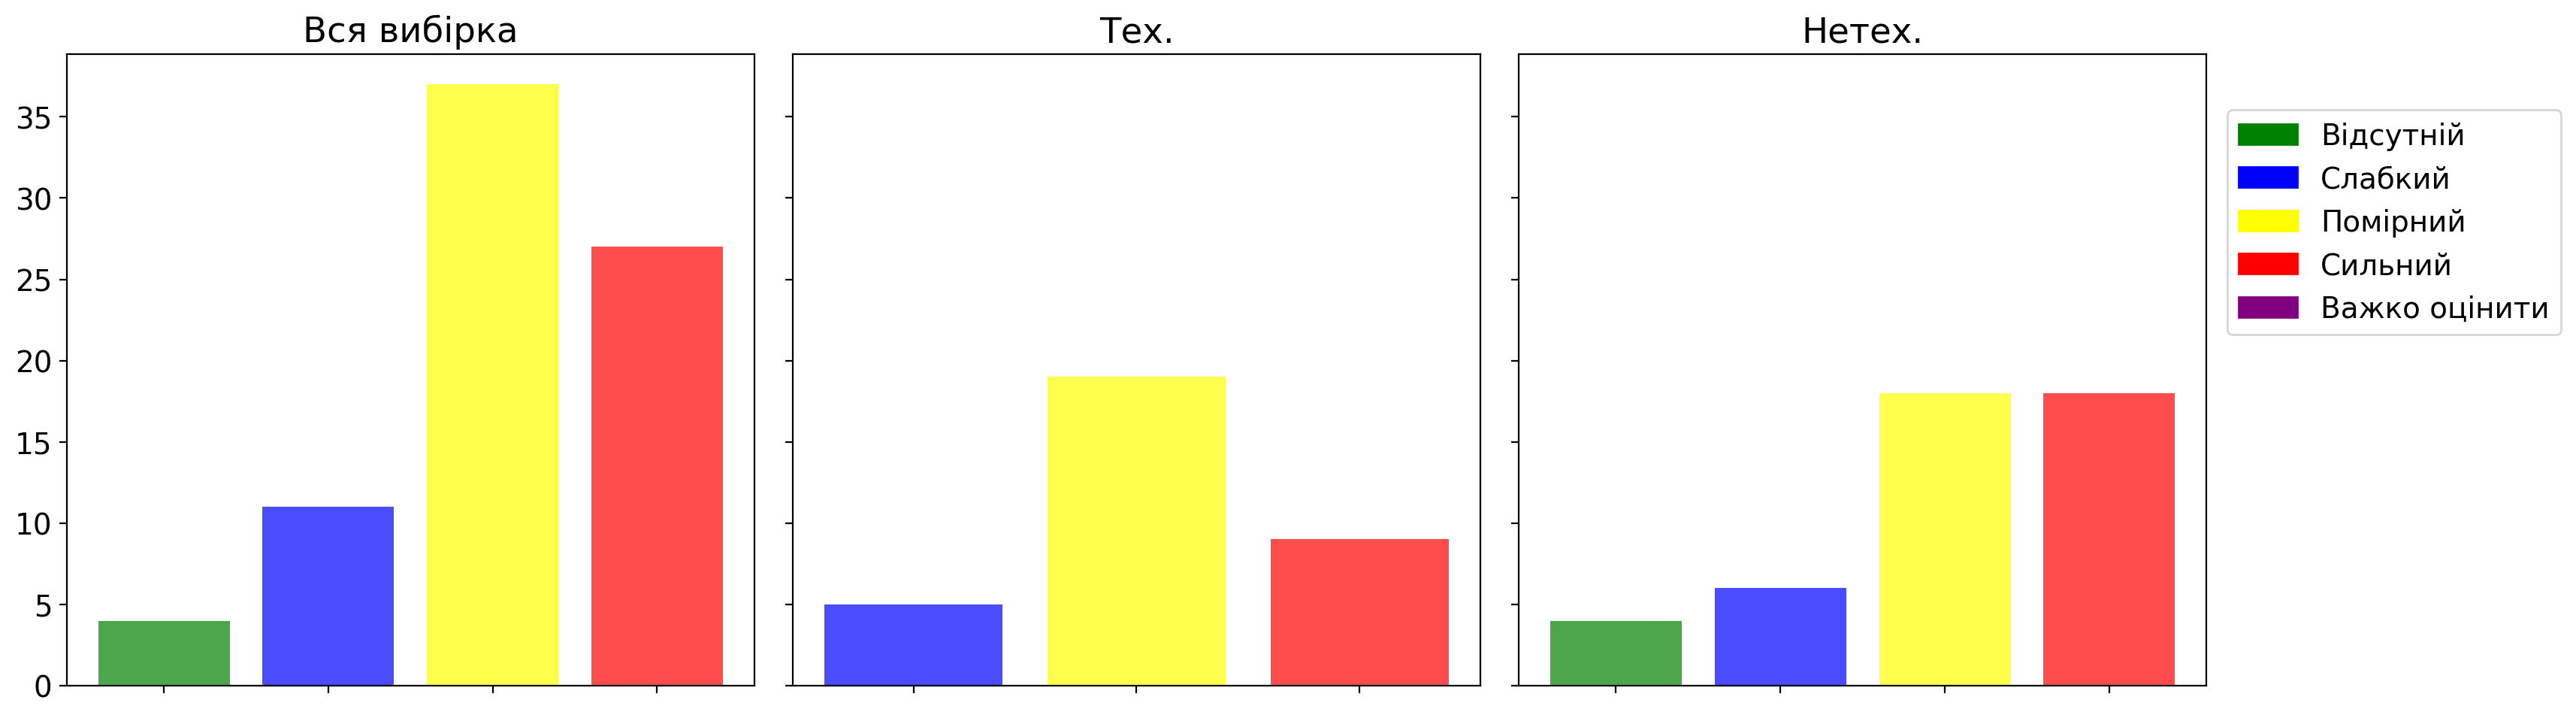 Вся вибірка
Тех.
Нетех.
35
30
25
20
15
10
5
0
Відсутній
Слабкий
Помірний
Сильний
Важко оцінити